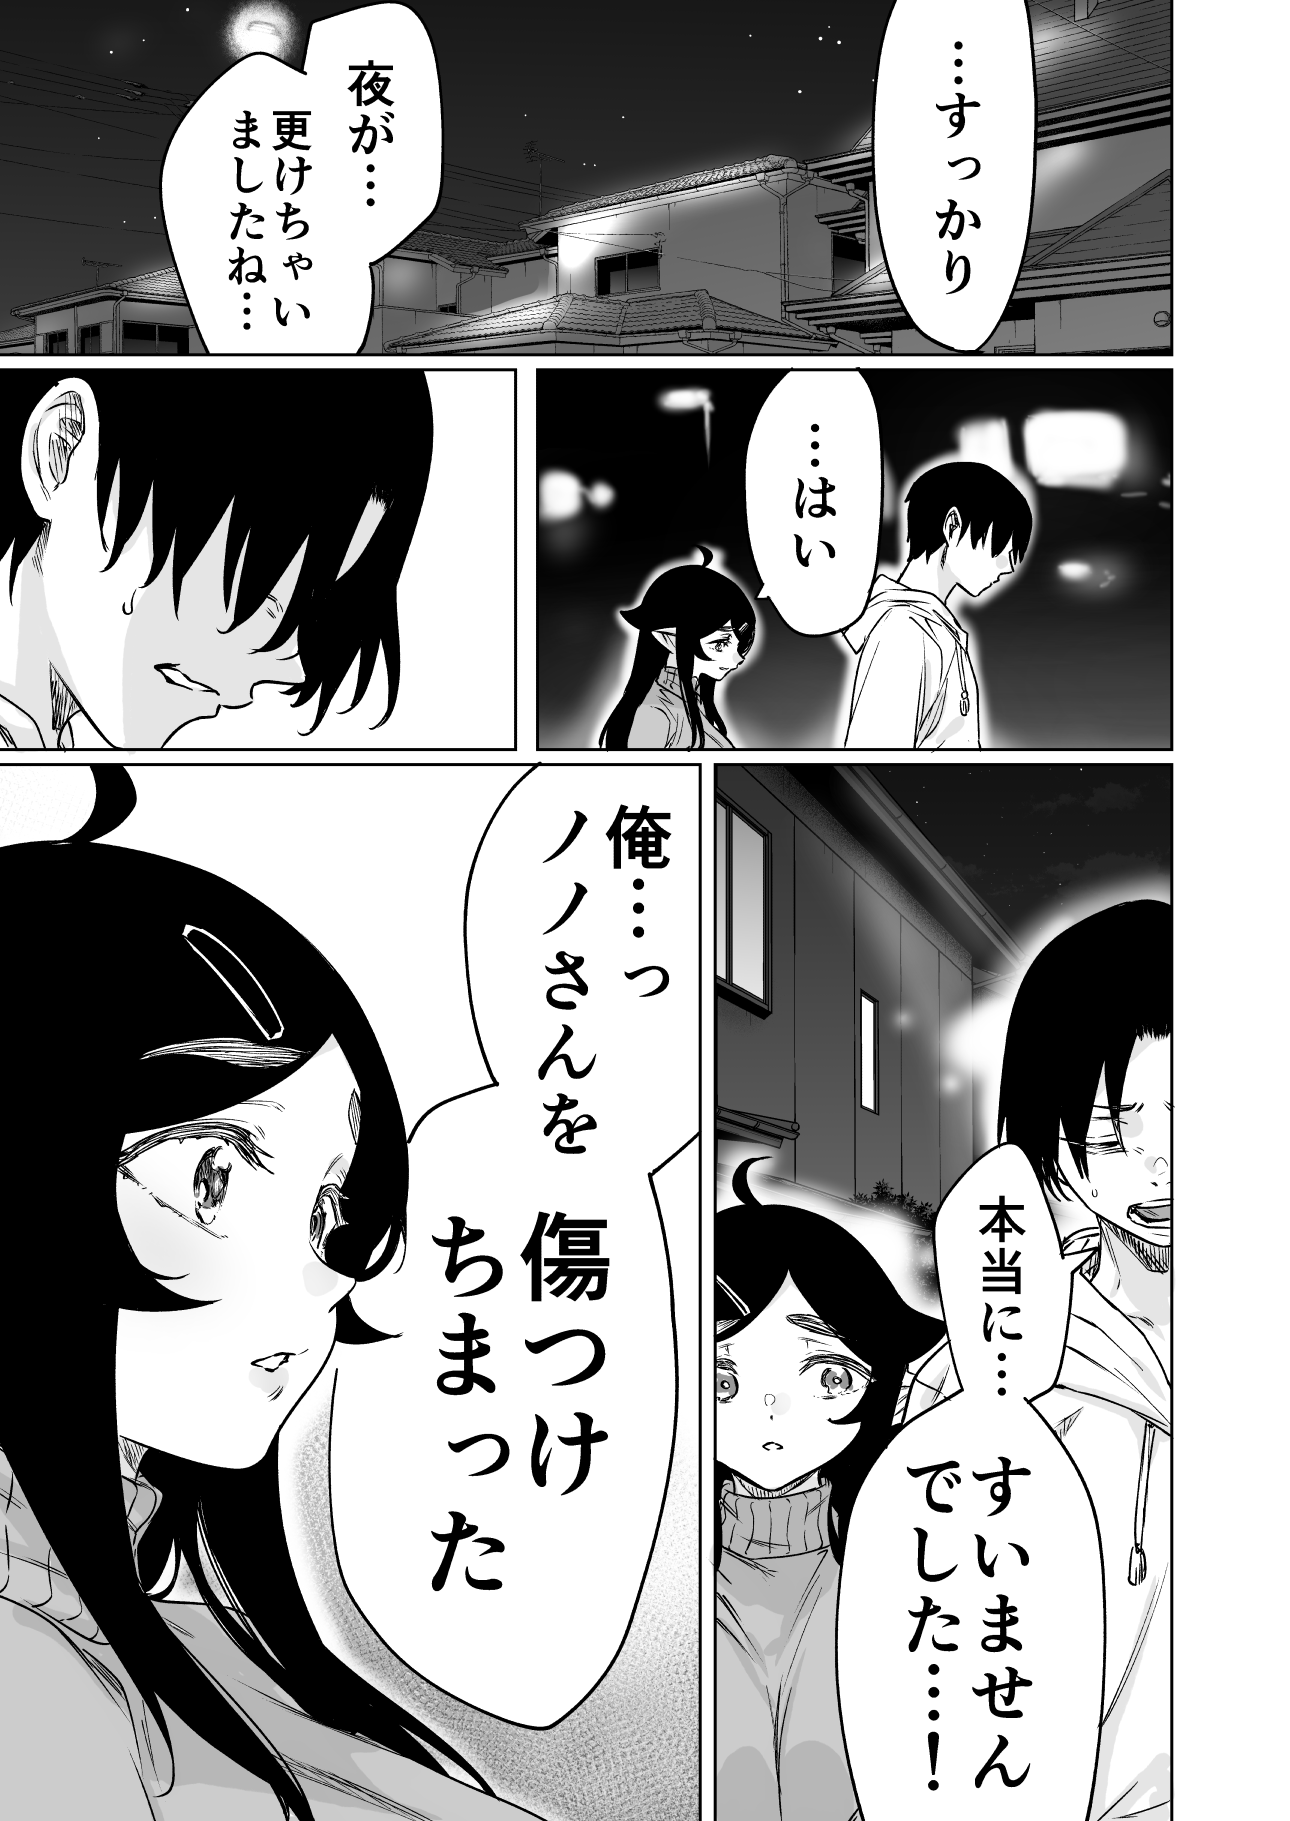 …すっかり
夜が…
更けちゃい
ましたね…
…はい
本当に…
すいません
でした……！
俺……っ
ノノさんを
傷つけ
ちまった